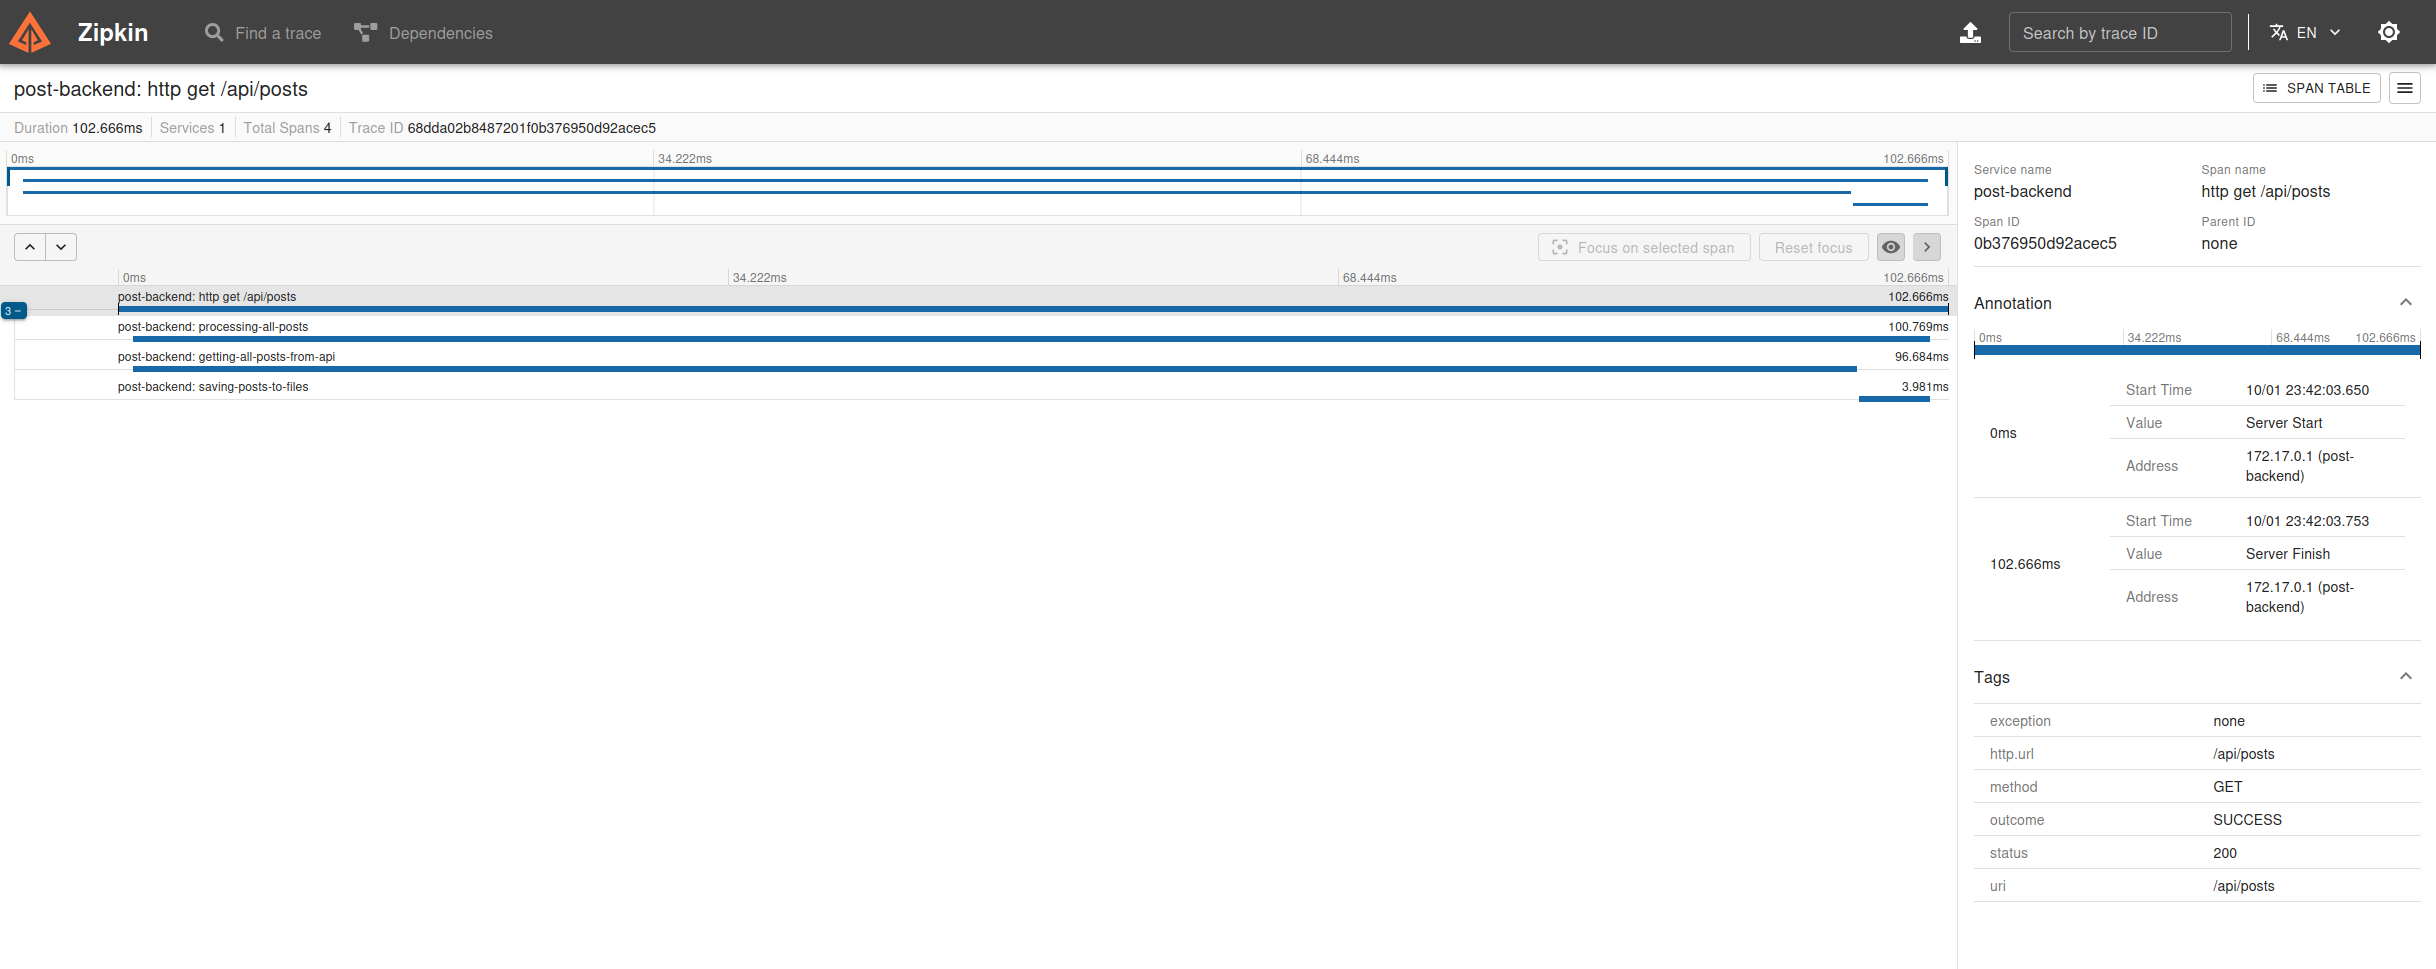 Zipkin
Find a trace
Dependencies
Search by trace ID
EN
post-backend: http get /api/posts
SPAN TABLE
Duration 102.666ms Services 1 Total Spans 4 Trace ID 68dda02b8487201f0b376950d92acec5
0ms 34.222ms 68.444ms 102.666ms
Focus on selected span
Reset focus
0ms 34.222ms 68.444ms 102.666ms
post-backend: http get /api/posts 102.666ms
3 −
post-backend: processing-all-posts 100.769ms
post-backend: getting-all-posts-from-api 96.684ms
post-backend: saving-posts-to-files 3.981ms
Service name Span name
post-backend http get /api/posts
Span ID Parent ID
0b376950d92acec5 none
Annotation
0ms 34.222ms 68.444ms 102.666ms
0ms
Start Time 10/01 23:42:03.650
Value Server Start
Address 172.17.0.1 (post-
backend)
102.666ms
Start Time 10/01 23:42:03.753
Value Server Finish
Address 172.17.0.1 (post-
backend)
Tags
exception none
http.url /api/posts
method GET
outcome SUCCESS
status 200
uri /api/posts